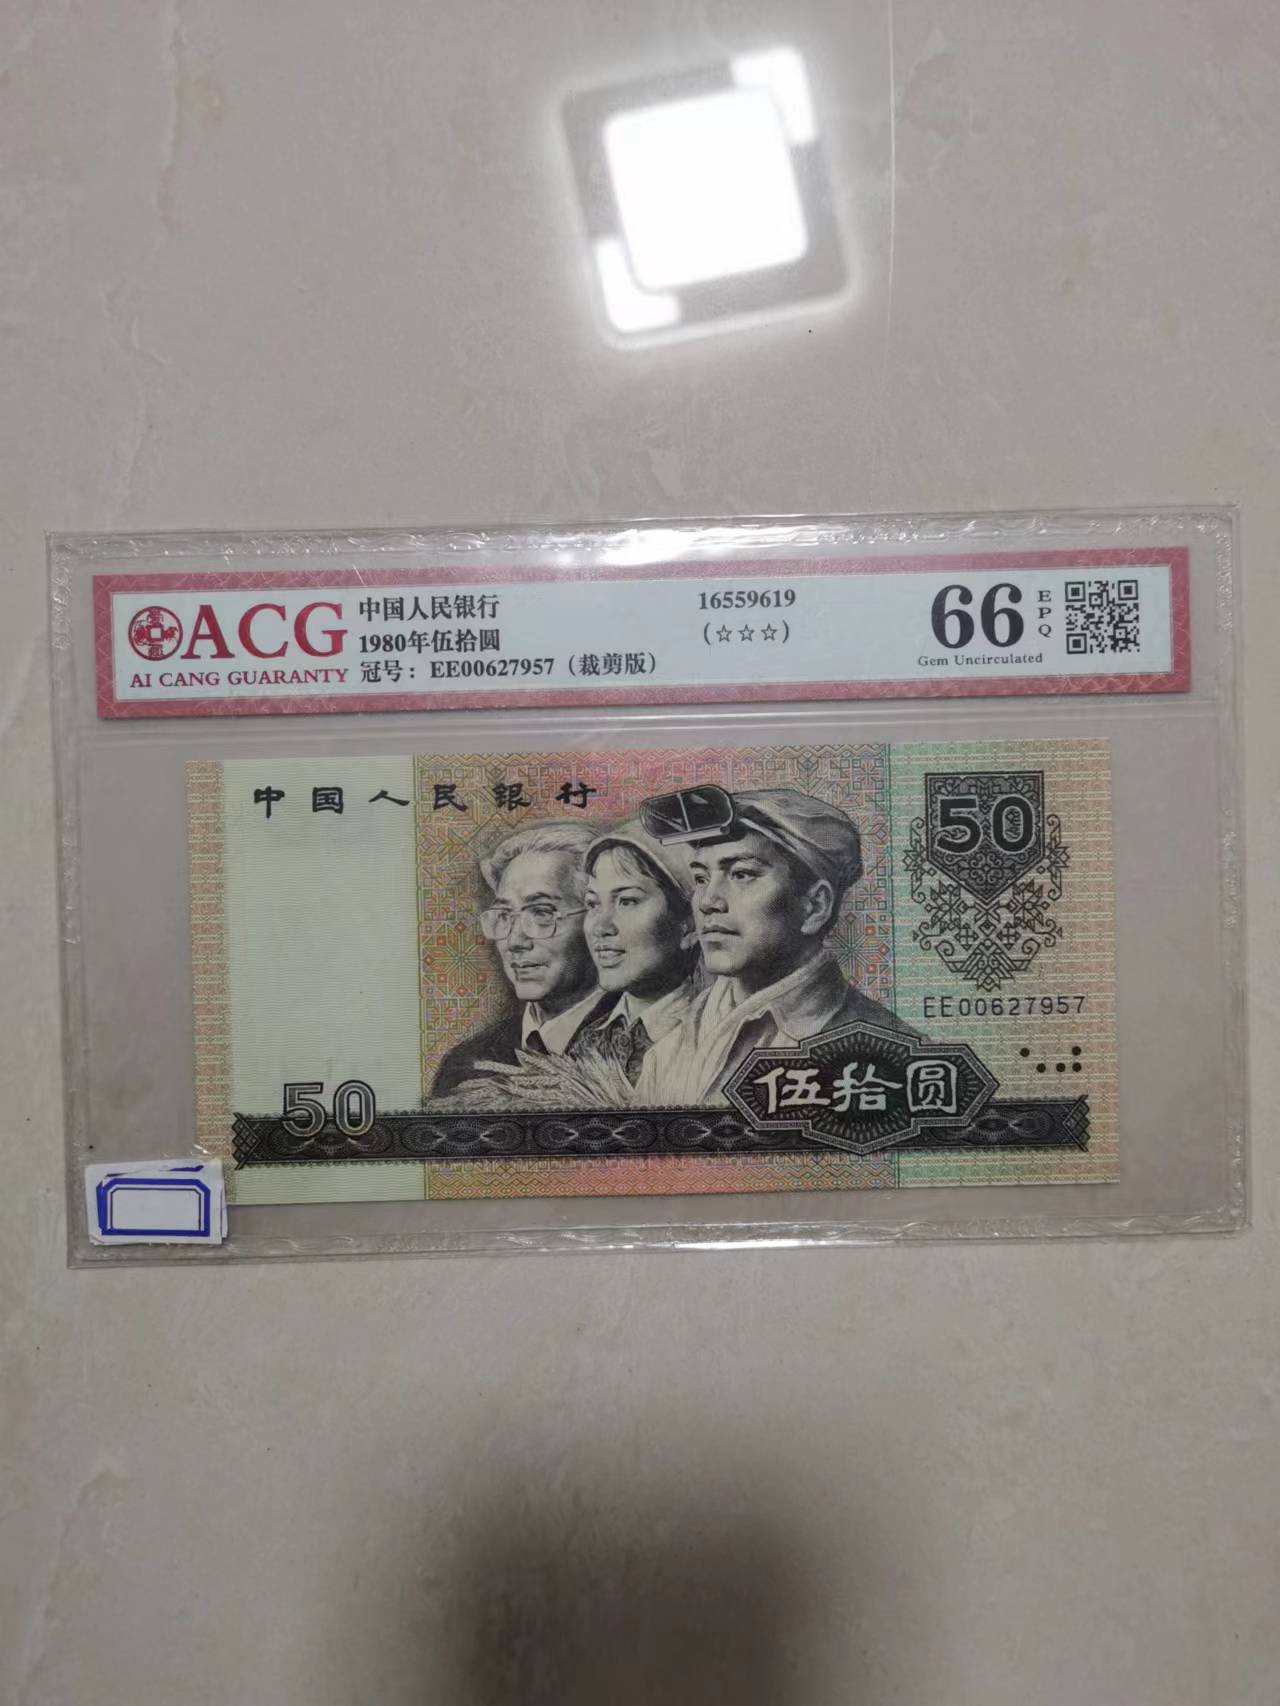 ACG
AI CANG GUARANTY
中国人民银行
1980年伍拾圆
冠号：EE00627957（裁剪版）
16559619
(☆☆☆)
66
EPQ
Gem Uncirculated
中国人民银行
50
EE00627957
伍拾圆
50